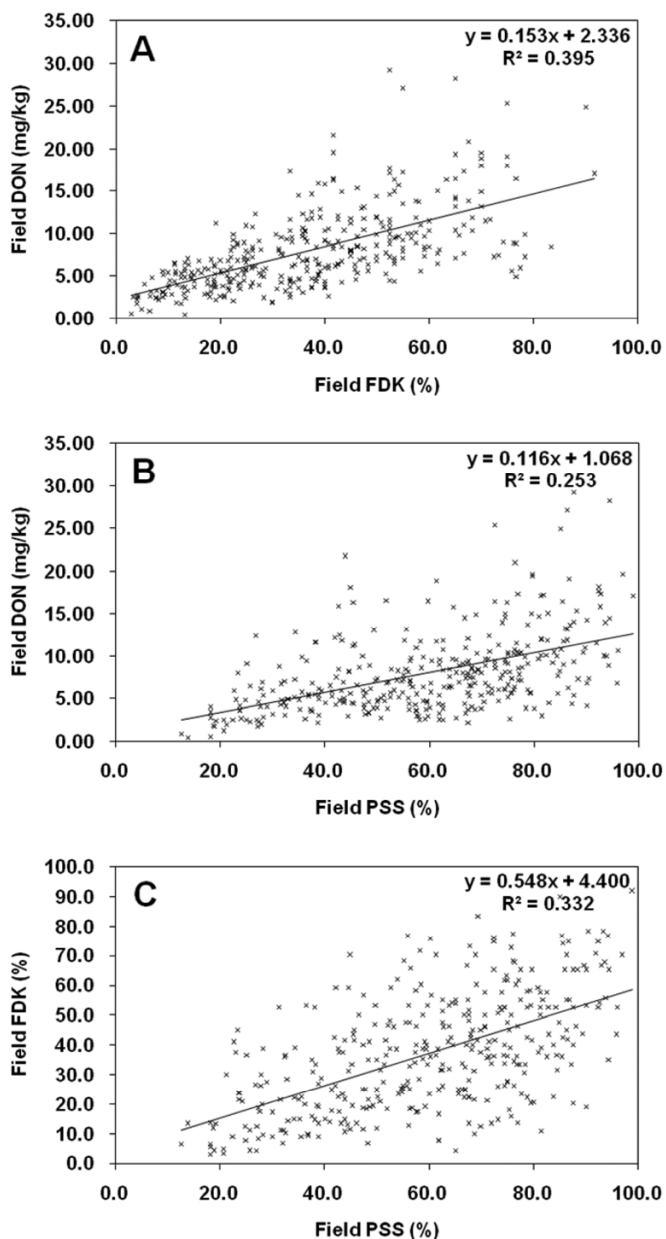 A
y = 0.153x + 2.336
R² = 0.395
Field DON (mg/kg)
35.00
30.00
25.00
20.00
15.00
10.00
5.00
0.00
0.0 20.0 40.0 60.0 80.0 100.0
Field FDK (%)
B
y = 0.116x + 1.068
R² = 0.253
Field DON (mg/kg)
35.00
30.00
25.00
20.00
15.00
10.00
5.00
0.00
0.0 20.0 40.0 60.0 80.0 100.0
Field PSS (%)
C
y = 0.548x + 4.400
R² = 0.332
Field FDK (%)
100.0
90.0
80.0
70.0
60.0
50.0
40.0
30.0
20.0
10.0
0.0
0.0 20.0 40.0 60.0 80.0 100.0
Field PSS (%)